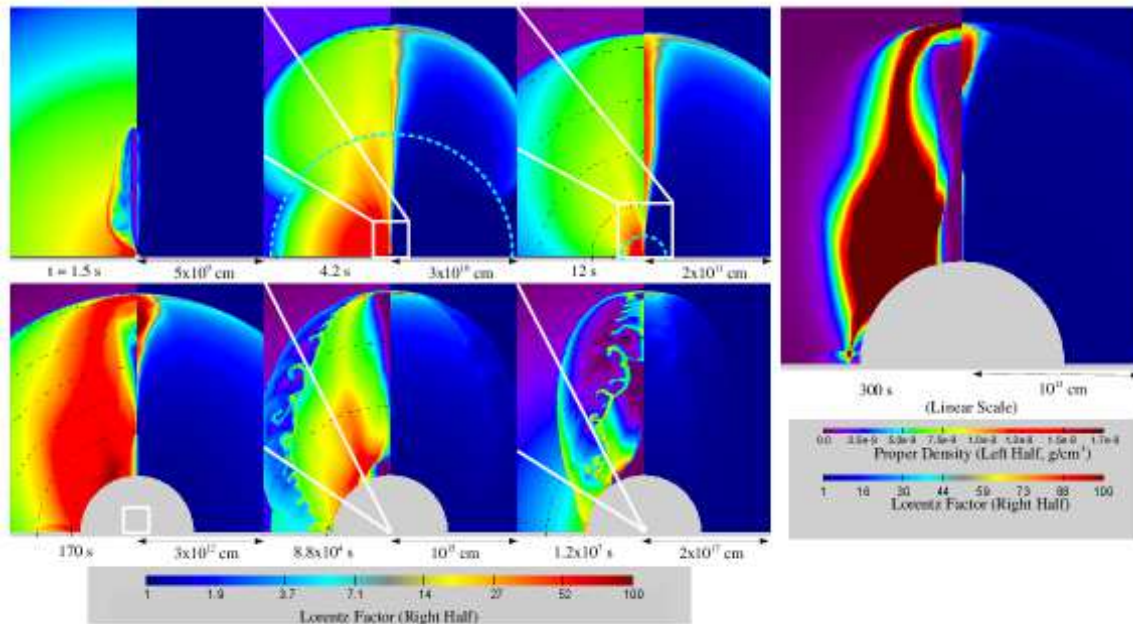 t = 1.5 s 5x10⁹ cm 4.2 s 3x10¹⁰ cm 12 s 2x10¹¹ cm
170 s 3x10¹² cm 8.8x10⁴ s 10¹⁵ cm 1.2x10⁷ s 2x10¹⁷ cm
1 1.9 3.7 7.1 14 27 52 100
Lorentz Factor (Right Half)
300 s 10¹³ cm
(Linear Scale)
0.0
Proper Density (Left Half, g/cm³)
1 16 30 44 59 73 88 100
Lorentz Factor (Right Half)